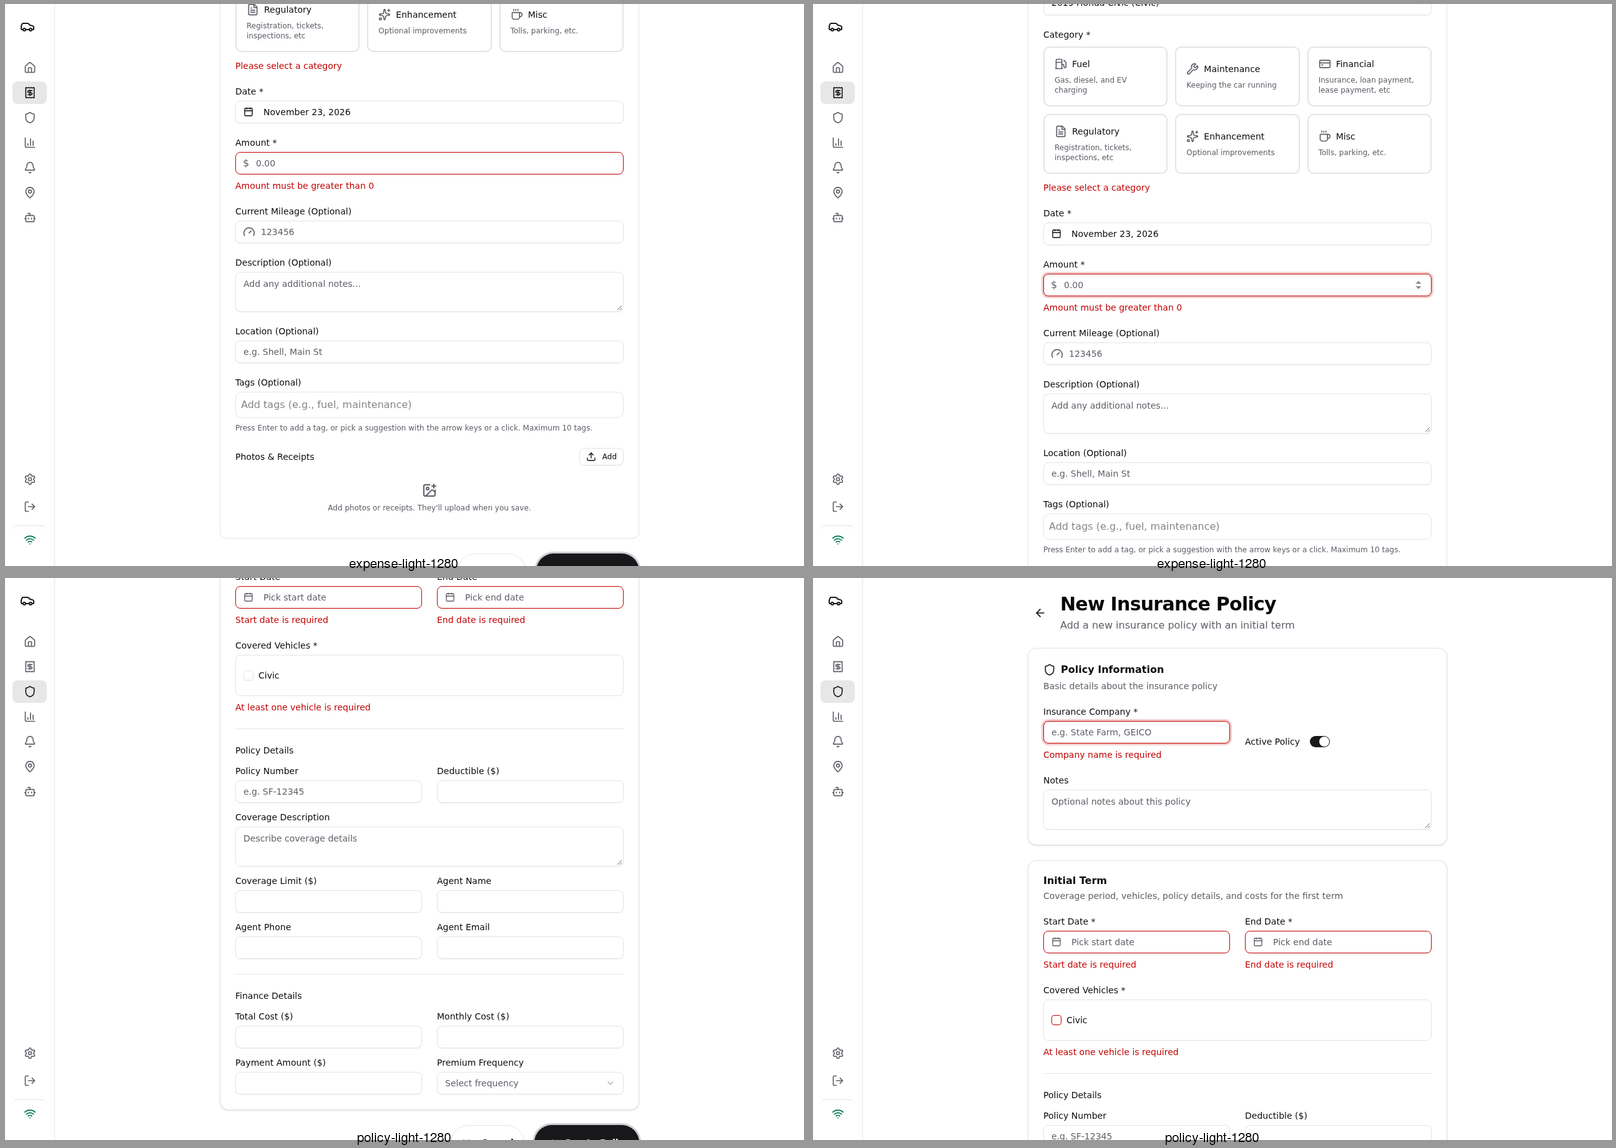 Regulatory
Registration, tickets,
inspections, etc
Enhancement
Optional improvements
Misc
Tolls, parking, etc.
Please select a category
Date *
November 23, 2026
Amount *
$ 0.00
Amount must be greater than 0
Current Mileage (Optional)
123456
Description (Optional)
Add any additional notes...
Location (Optional)
e.g. Shell, Main St
Tags (Optional)
Add tags (e.g., fuel, maintenance)
Press Enter to add a tag, or pick a suggestion with the arrow keys or a click. Maximum 10 tags.
Photos & Receipts
Add
Add photos or receipts. They'll upload when you save.
expense-light-1280
Category *
Fuel
Gas, diesel, and EV
charging
Maintenance
Keeping the car running
Financial
Insurance, loan payment,
lease payment, etc
Regulatory
Registration, tickets,
inspections, etc
Enhancement
Optional improvements
Misc
Tolls, parking, etc.
Please select a category
Date *
November 23, 2026
Amount *
$ 0.00
Amount must be greater than 0
Current Mileage (Optional)
123456
Description (Optional)
Add any additional notes...
Location (Optional)
e.g. Shell, Main St
Tags (Optional)
Add tags (e.g., fuel, maintenance)
Press Enter to add a tag, or pick a suggestion with the arrow keys or a click. Maximum 10 tags.
expense-light-1280
Pick start date
Pick end date
Start date is required
End date is required
Covered Vehicles *
Civic
At least one vehicle is required
Policy Details
Policy Number
Deductible ($)
e.g. SF-12345
Coverage Description
Describe coverage details
Coverage Limit ($)
Agent Name
Agent Phone
Agent Email
Finance Details
Total Cost ($)
Monthly Cost ($)
Payment Amount ($)
Premium Frequency
Select frequency
policy-light-1280
New Insurance Policy
Add a new insurance policy with an initial term
Policy Information
Basic details about the insurance policy
Insurance Company *
e.g. State Farm, GEICO
Active Policy
Company name is required
Notes
Optional notes about this policy
Initial Term
Coverage period, vehicles, policy details, and costs for the first term
Start Date *
End Date *
Pick start date
Pick end date
Start date is required
End date is required
Covered Vehicles *
Civic
At least one vehicle is required
Policy Details
Policy Number
Deductible ($)
e.g. SF-12345
policy-light-1280